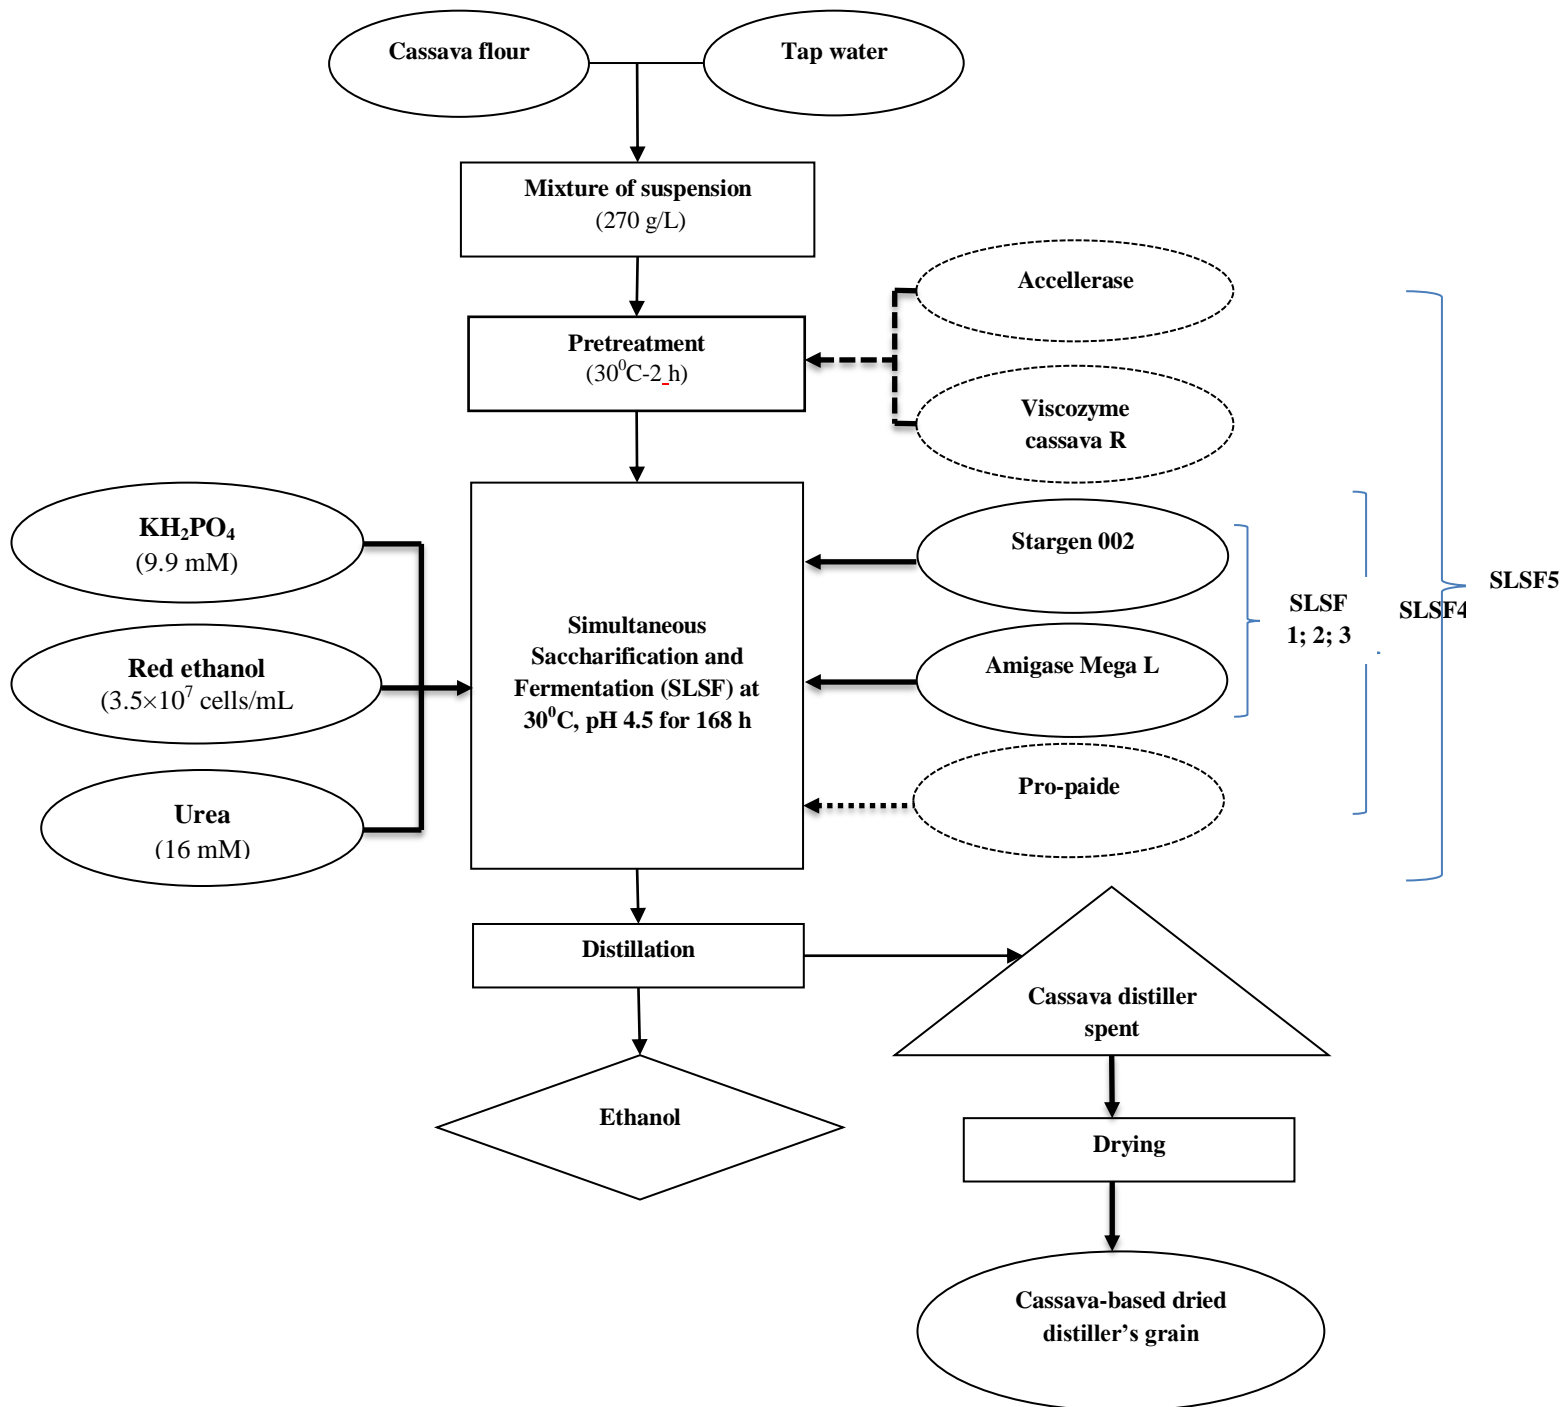 Cassava flour
Tap water
Mixture of suspension
(270 g/L)
Accellerase
Pretreatment
(30⁰C-2 h)
Viscozyme
cassava R
KH₂PO₄
(9.9 mM)
Stargen 002
SLSF5
SLSF
1; 2; 3
SLSF4
Simultaneous
Saccharification and
Fermentation (SLSF) at
30⁰C, pH 4.5 for 168 h
Red ethanol
(3.5×10⁷ cells/mL
Amigase Mega L
Urea
(16 mM)
Pro-paide
Distillation
Cassava distiller
spent
Ethanol
Drying
Cassava-based dried
distiller’s grain